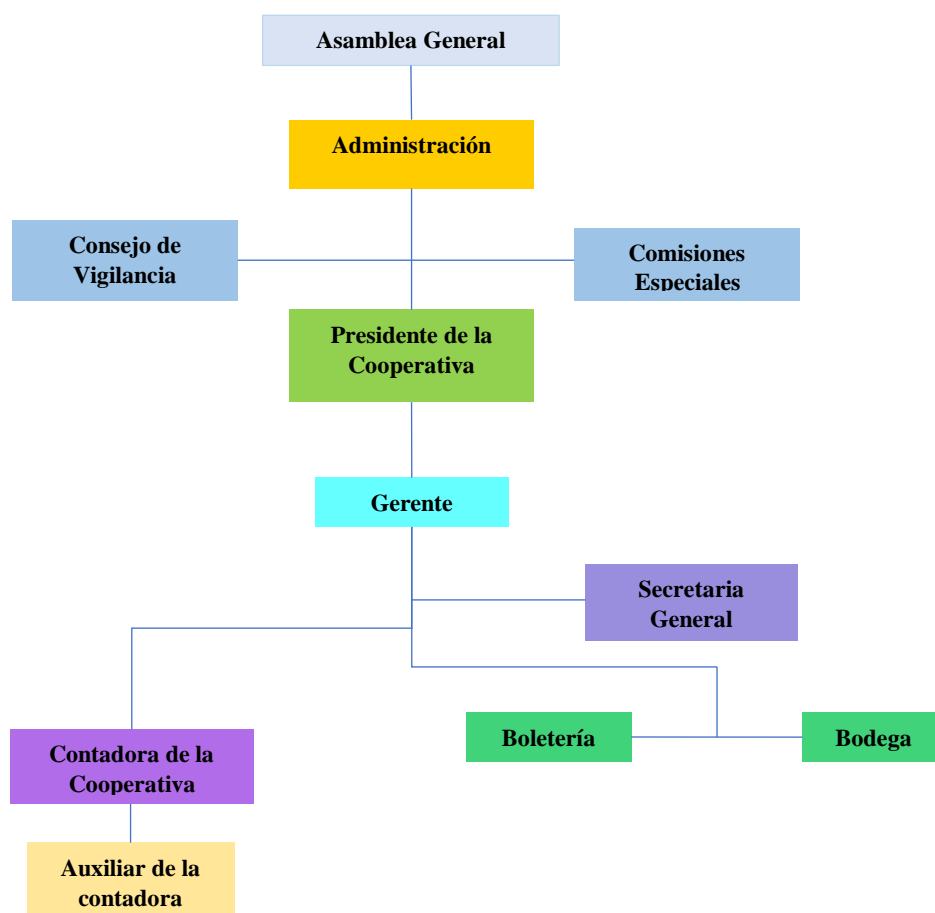 Asamblea General
Administración
Consejo de
Vigilancia
Comisiones
Especiales
Presidente de la
Cooperativa
Gerente
Secretaria
General
Boletería
Bodega
Contadora de la
Cooperativa
Auxiliar de la
contadora